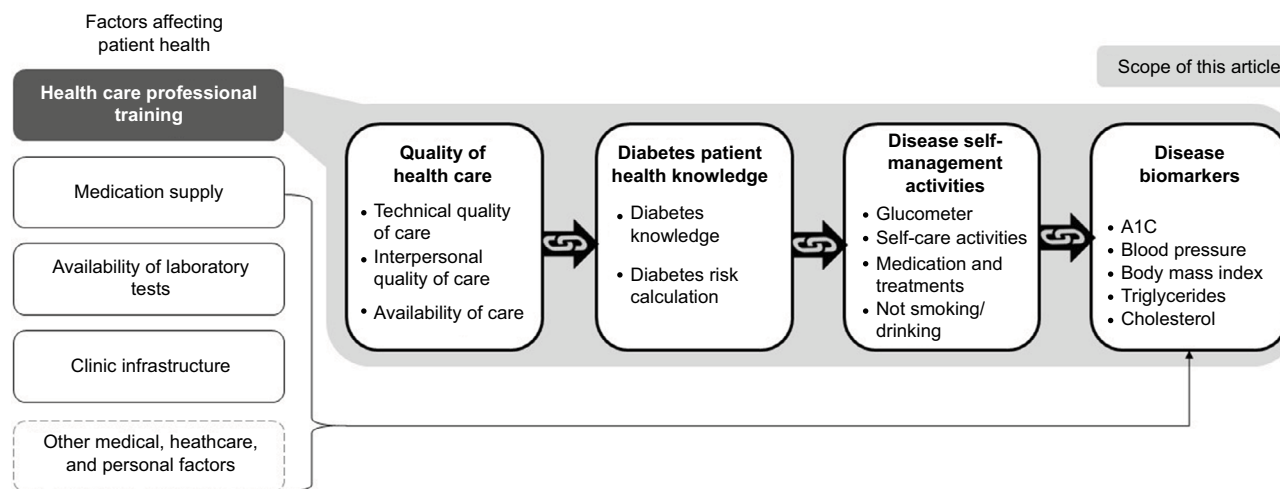 Factors affecting
patient health
Scope of this article
Health care professional
training
Medication supply
Availability of laboratory
tests
Clinic infrastructure
Other medical, heathcare,
and personal factors
Quality of
health care
• Technical quality
of care
• Interpersonal
quality of care
• Availability of care
Diabetes patient
health knowledge
• Diabetes
knowledge
• Diabetes risk
calculation
Disease self-
management
activities
• Glucometer
• Self-care activities
• Medication and
treatments
• Not smoking/
drinking
Disease
biomarkers
• A1C
• Blood pressure
• Body mass index
• Triglycerides
• Cholesterol